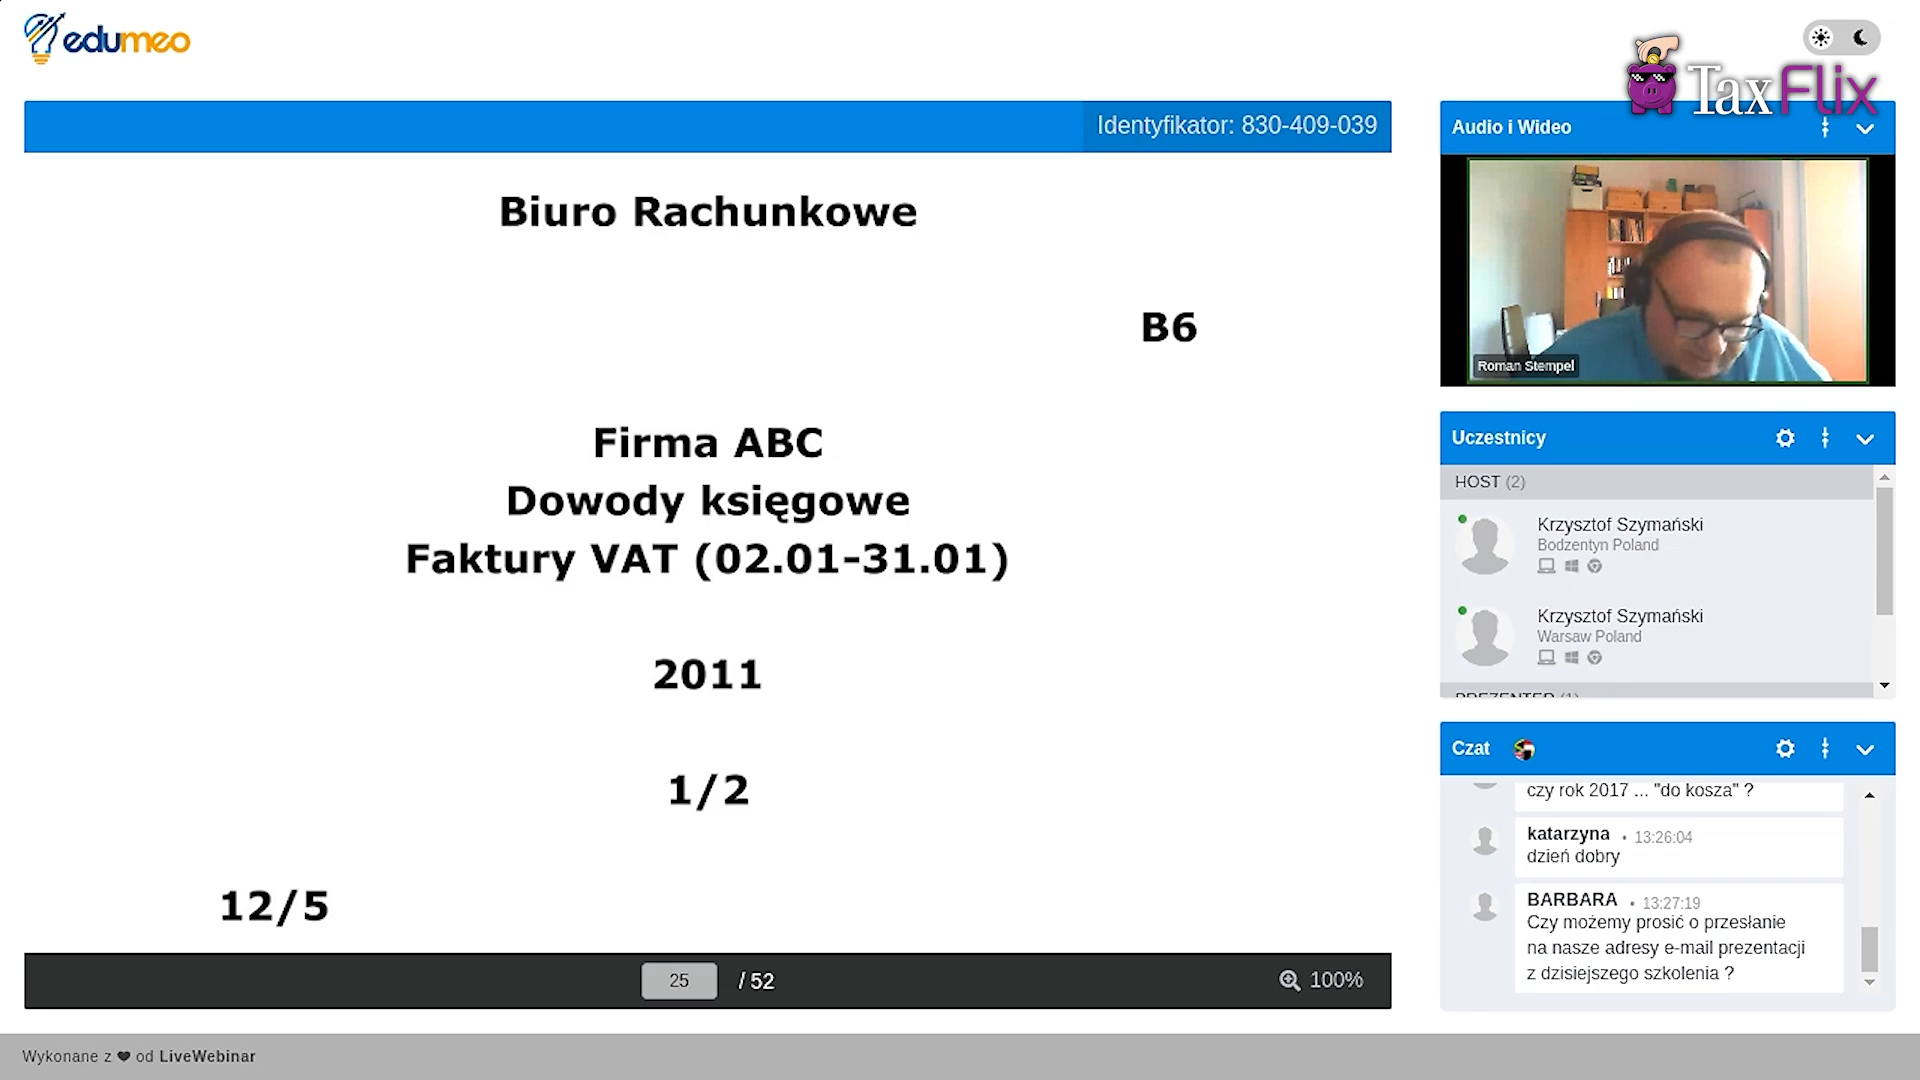 edumeo
TaxFlix
Identyfikator: 830-409-039
Biuro Rachunkowe
B6
Firma ABC
Dowody księgowe
Faktury VAT (02.01-31.01)
2011
1/2
12/5
25 / 52
100%
Audio i Wideo
Roman Stempel
Uczestnicy
HOST (2)
Krzysztof Szymański
Bodzentyn Poland
Krzysztof Szymański
Warsaw Poland
PREZENTER (1)
Czat
czy rok 2017 ... "do kosza" ?
katarzyna • 13:26:04
dzień dobry
BARBARA • 13:27:19
Czy możemy prosić o przesłanie
na nasze adresy e-mail prezentacji
z dzisiejszego szkolenia ?
Wykonane z ❤ od LiveWebinar